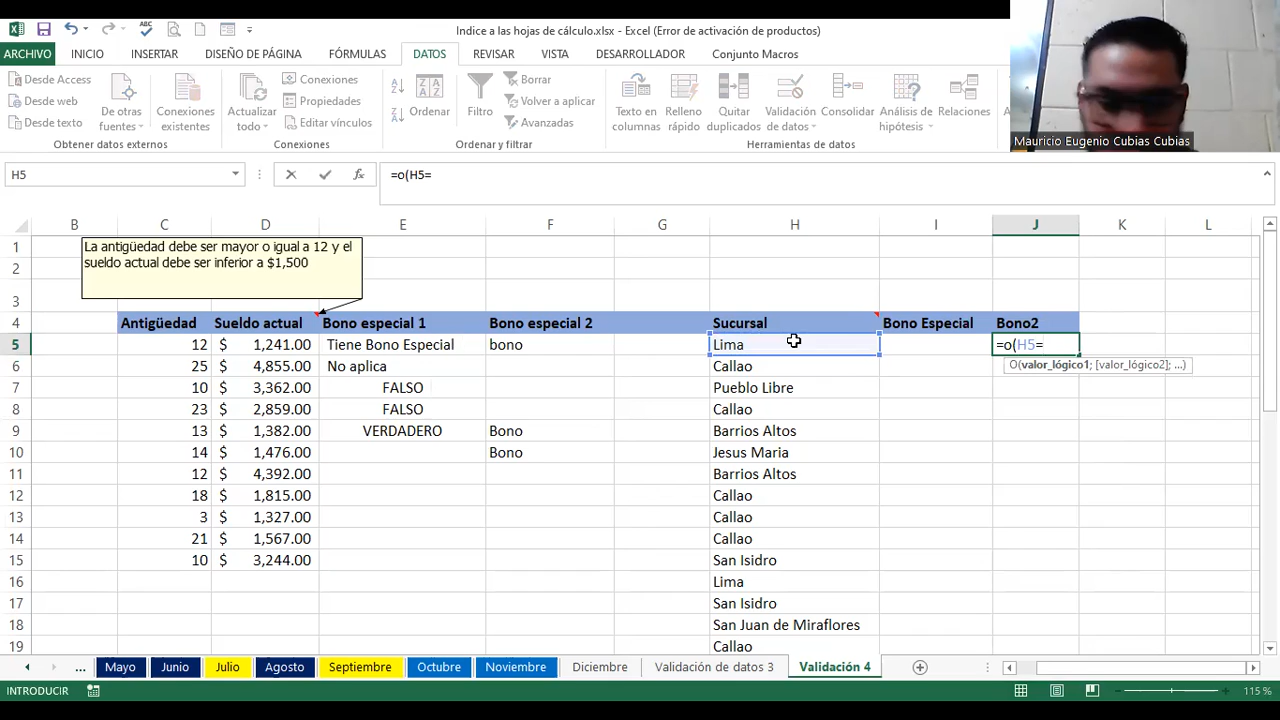 Indice a las hojas de cálculo.xlsx - Excel (Error de activación de productos)
ARCHIVO INICIO INSERTAR DISEÑO DE PÁGINA FÓRMULAS DATOS REVISAR VISTA DESARROLLADOR Conjunto Macros
Desde Access
Desde web
Desde texto
De otras fuentes
Conexiones existentes
Obtener datos externos
Actualizar todo
Conexiones
Propiedades
Editar vínculos
Conexiones
Ordenar
Filtro
Borrar
Volver a aplicar
Avanzadas
Ordenar y filtrar
Texto en columnas
Relleno rápido
Quitar duplicados
Validación de datos
Consolidar
Análisis de hipótesis
Relaciones
Herramientas de datos
Mauricio Eugenio Cubias Cubias
H5 fx =o(H5=
B C D E F G H I J K L
1
2
3
La antigüedad debe ser mayor o igual a 12 y el
sueldo actual debe ser inferior a $1,500
4 Antigüedad Sueldo actual Bono especial 1 Bono especial 2 Sucursal Bono Especial Bono2
5 12 $ 1,241.00 Tiene Bono Especial bono Lima =o(H5=
O(valor_lógico1; [valor_lógico2]; ...)
6 25 $ 4,855.00 No aplica Callao
7 10 $ 3,362.00 FALSO Pueblo Libre
8 23 $ 2,859.00 FALSO Callao
9 13 $ 1,382.00 VERDADERO Bono Barrios Altos
10 14 $ 1,476.00 Bono Jesus Maria
11 12 $ 4,392.00 Barrios Altos
12 18 $ 1,815.00 Callao
13 3 $ 1,327.00 Callao
14 21 $ 1,567.00 Callao
15 10 $ 3,244.00 San Isidro
16 Lima
17 San Isidro
18 San Juan de Miraflores
19 Callao
... Mayo Junio Julio Agosto Septiembre Octubre Noviembre Diciembre Validación de datos 3 Validación 4
INTRODUCIR 115 %